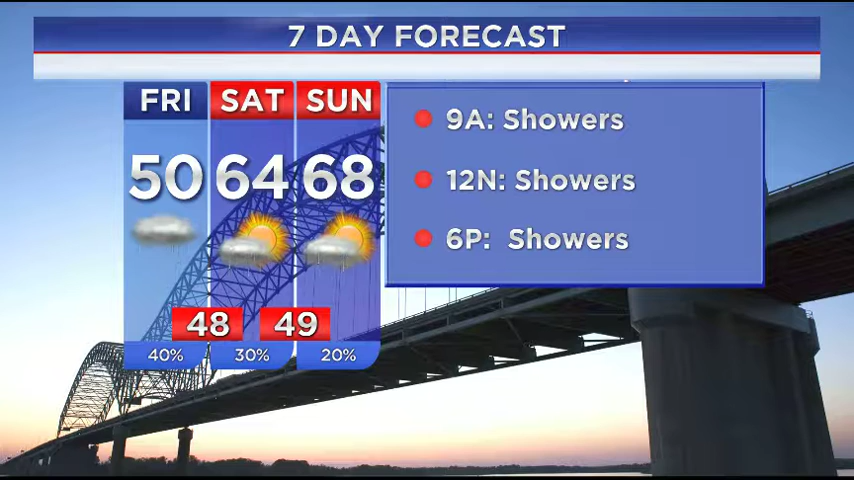 7 DAY FORECAST
FRI SAT SUN
50 64 68
48 49
40% 30% 20%
9A: Showers
12N: Showers
6P: Showers